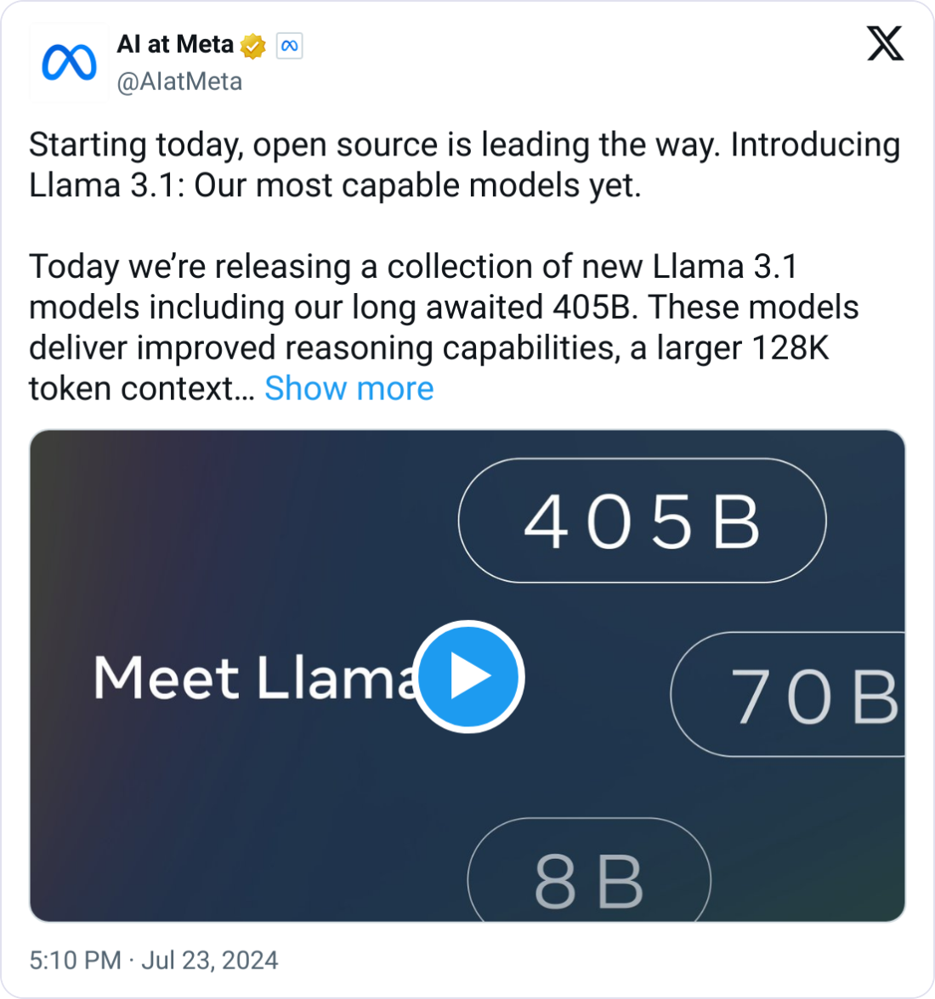 AI at Meta
@AIatMeta
Starting today, open source is leading the way. Introducing
Llama 3.1: Our most capable models yet.
Today we’re releasing a collection of new Llama 3.1
models including our long awaited 405B. These models
deliver improved reasoning capabilities, a larger 128K
token context… Show more
405B
Meet Llama
70B
8B
5:10 PM · Jul 23, 2024